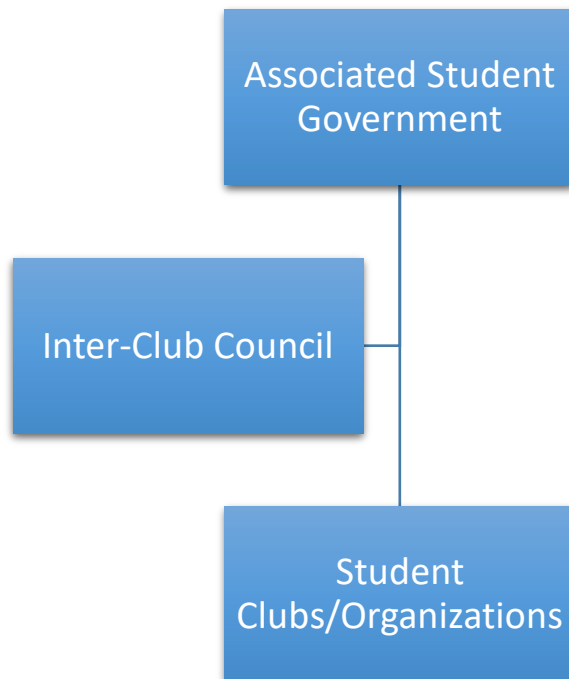 Associated Student
Government
Inter-Club Council
Student
Clubs/Organizations